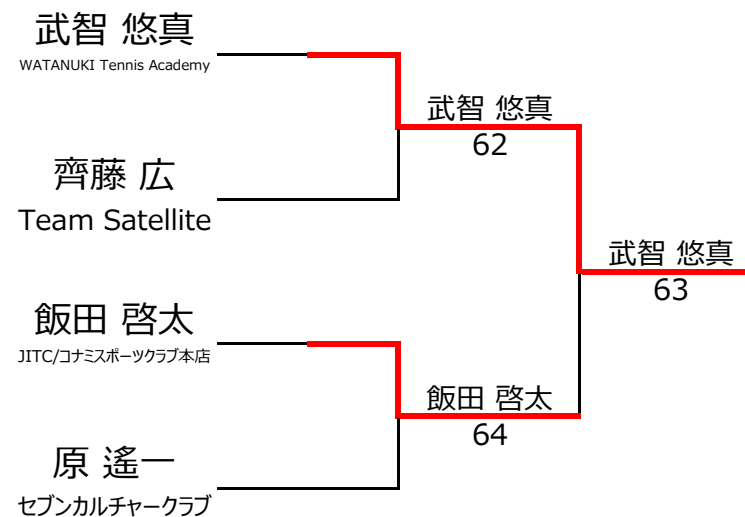 武智 悠真
WATANUKI Tennis Academy
武智 悠真
62
齊藤 広
Team Satellite
武智 悠真
63
飯田 啓太
JITC/コナミスポーツクラブ本店
飯田 啓太
64
原 遙一
セブンカルチャークラブ